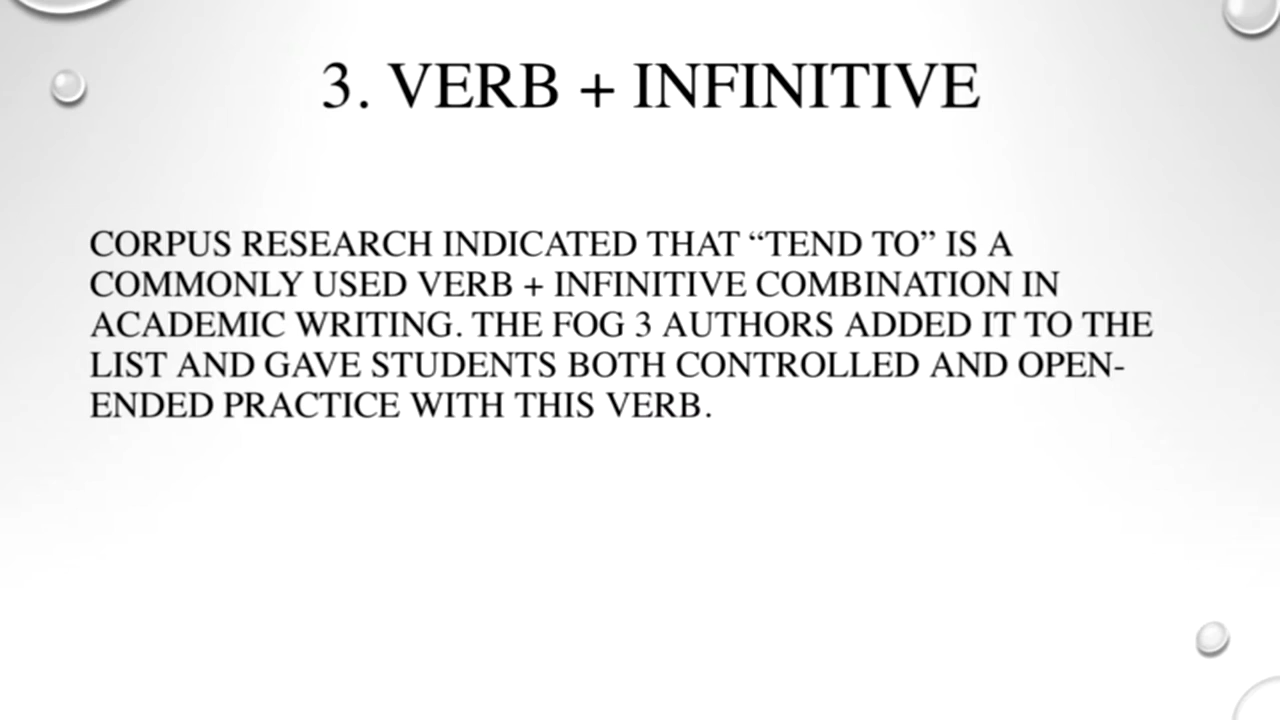 3. VERB + INFINITIVE
CORPUS RESEARCH INDICATED THAT “TEND TO” IS A
COMMONLY USED VERB + INFINITIVE COMBINATION IN
ACADEMIC WRITING. THE FOG 3 AUTHORS ADDED IT TO THE
LIST AND GAVE STUDENTS BOTH CONTROLLED AND OPEN-
ENDED PRACTICE WITH THIS VERB.